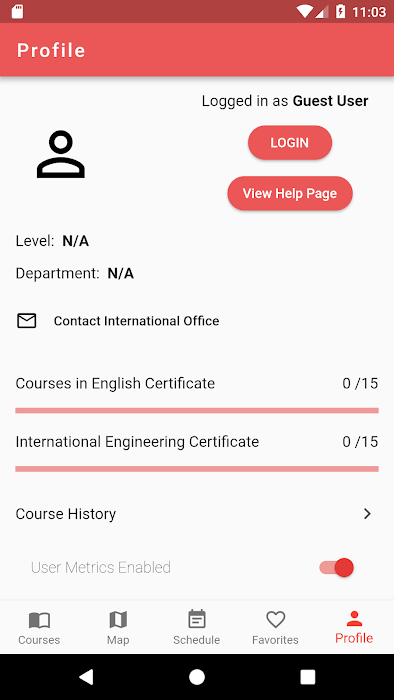 11:03
Profile
Logged in as Guest User
LOGIN
View Help Page
Level: N/A
Department: N/A
Contact International Office
Courses in English Certificate 0 /15
International Engineering Certificate 0 /15
Course History
User Metrics Enabled
Courses Map Schedule Favorites Profile